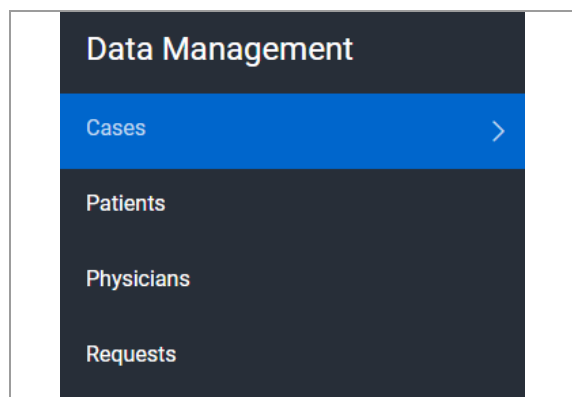 Data Management
Cases
Patients
Physicians
Requests